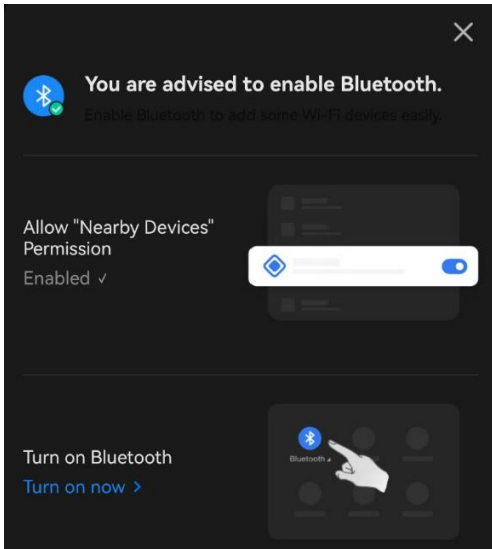 You are advised to enable Bluetooth.
Enable Bluetooth to add some Wi-Fi devices easily.
Allow "Nearby Devices"
Permission
Enabled ✓
Turn on Bluetooth
Turn on now >
Bluetooth